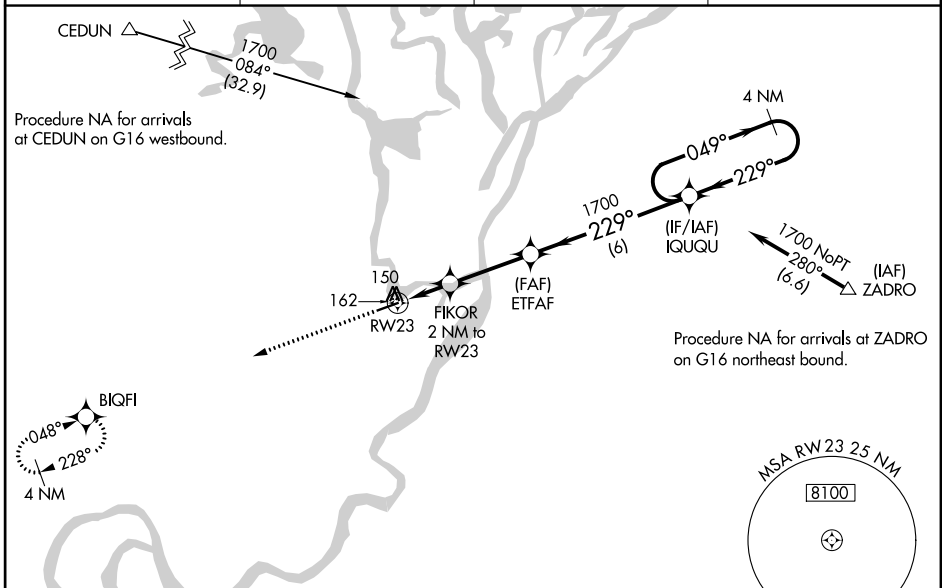 CEDUN
1700
084°
(32.9)
Procedure NA for arrivals
at CEDUN on G16 westbound.
4 NM
049°
229°
1700
229°
(6)
(IF/IAF)
IQUQU
1700 NoPT
280°
(6.6)
(IAF)
ZADRO
(FAF)
ETFAF
150
162
RW23
FIKOR
2 NM to
RW23
Procedure NA for arrivals at ZADRO
on G16 northeast bound.
BIQFI
048°
228°
4 NM
MSA RW23 25 NM
8100